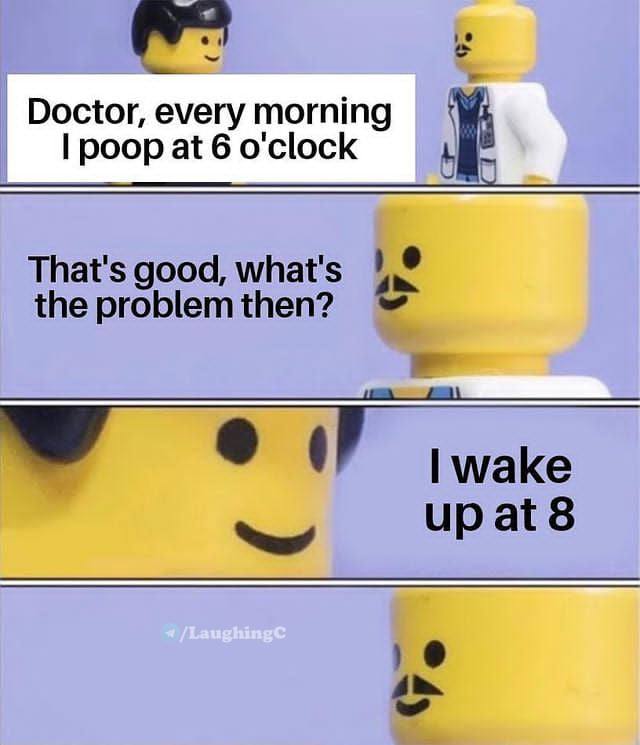 Doctor, every morning
I poop at 6 o'clock
That's good, what's
the problem then?
I wake
up at 8
/LaughingC